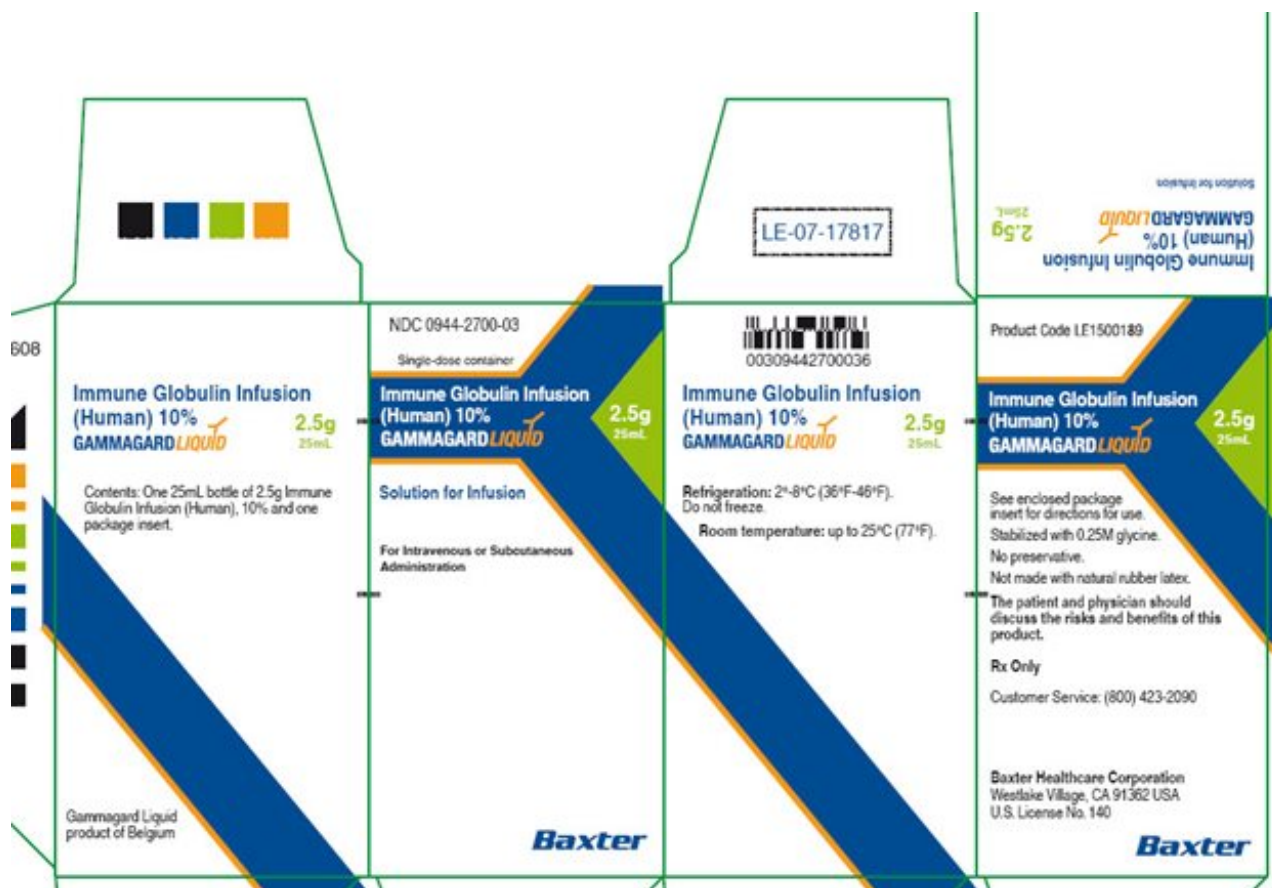 LE-07-17817
Immune Globulin Infusion
(Human) 10%
GAMMAGARD LIQUID
2.5g
25mL
Solution for Infusion
608
Immune Globulin Infusion
(Human) 10%
GAMMAGARD LIQUID
2.5g
25mL
Contents: One 25mL bottle of 2.5g Immune
Globulin Infusion (Human), 10% and one
package insert.
Gammagard Liquid
product of Belgium
NDC 0944-2700-03
Single-dose container
Immune Globulin Infusion
(Human) 10%
GAMMAGARD LIQUID
2.5g
25mL
Solution for Infusion
For Intravenous or Subcutaneous
Administration
Baxter
00309442700036
Immune Globulin Infusion
(Human) 10%
GAMMAGARD LIQUID
2.5g
25mL
Refrigeration: 2º-8ºC (36ºF-46ºF).
Do not freeze.
Room temperature: up to 25ºC (77ºF).
Product Code LE1500189
Immune Globulin Infusion
(Human) 10%
GAMMAGARD LIQUID
2.5g
25mL
See enclosed package
insert for directions for use.
Stabilized with 0.25M glycine.
No preservative.
Not made with natural rubber latex.
The patient and physician should
discuss the risks and benefits of this
product.
Rx Only
Customer Service: (800) 423-2090
Baxter Healthcare Corporation
Westlake Village, CA 91362 USA
U.S. License No. 140
Baxter